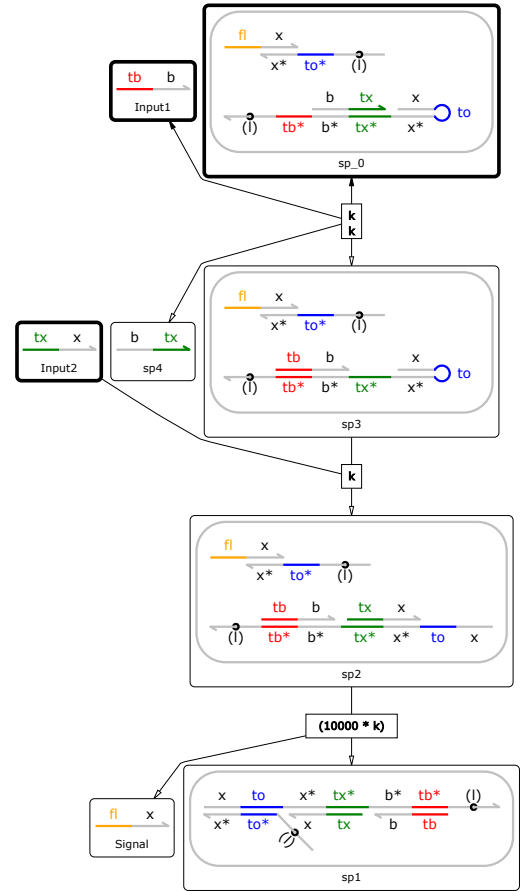 fl x
x* to* (l)
tb b
Input1
b tx x
to
(l) tb* b* tx* x*
sp_0
k
k
fl x
x* to* (l)
tx x
Input2
b tx
sp4
tb b x
to
(l) tb* b* tx* x*
sp3
k
fl x
x* to* (l)
tb b tx x
(l) tb* b* tx* x* to x
sp2
(10000 * k)
x to x* tx* b* tb* (l)
x* to* (l) x tx b tb
fl x
Signal
sp1